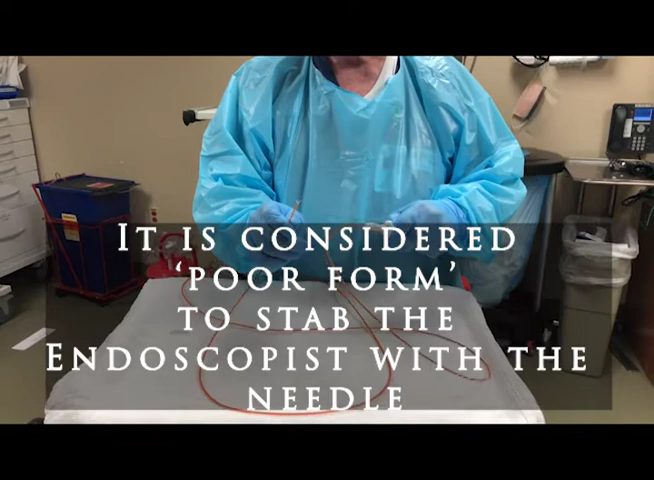 It is considered
‘poor form’
to stab the
Endoscopist with the
needle